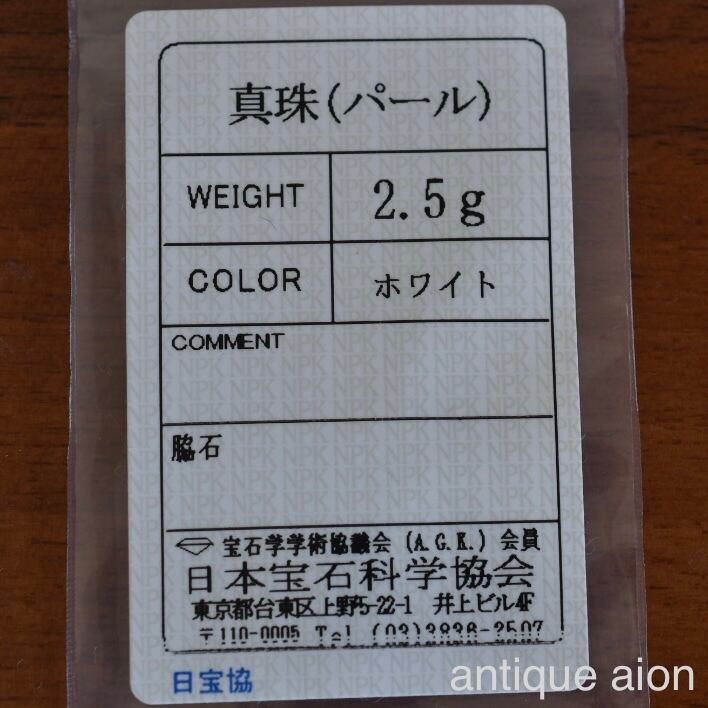 真珠(パール)
WEIGHT 2.5g
COLOR ホワイト
COMMENT
脇石
宝石学学術協議会 (A.G.K.) 会員
日本宝石科学協会
東京都台東区上野5-22-1 井上ビル4F
〒110-0005 Tel (03)3836-2507
日宝協
antique aion